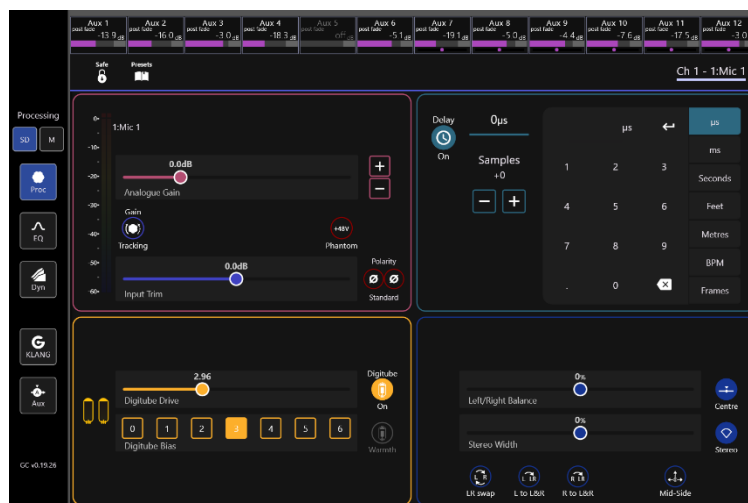 Aux 1
post fade
-13.9 dB
Aux 2
post fade
-16.0 dB
Aux 3
post fade
-3.0 dB
Aux 4
post fade
-18.3 dB
Aux 5
post fade
off dB
Aux 6
post fade
-5.1 dB
Aux 7
post fade
-19.1 dB
Aux 8
post fade
-5.0 dB
Aux 9
post fade
-4.4 dB
Aux 10
post fade
-7.6 dB
Aux 11
post fade
-17.5 dB
Aux 12
post fade
-3.0
Safe
Presets
Ch 1 - 1:Mic 1
Processing
SD M
Proc
EQ
Dyn
G
KLANG
Aux
GC v0.19.26
0-
-10-
-20-
-30-
-40-
-50-
-60-
1:Mic 1
0.0dB
Analogue Gain
+
−
Gain
Tracking
+48V
Phantom
0.0dB
Input Trim
Polarity
Ø Ø
Standard
Delay
On
0µs
Samples
+0
− +
µs
1 2 3
4 5 6
7 8 9
. 0
µs
ms
Seconds
Feet
Metres
BPM
Frames
2.96
Digitube Drive
0 1 2 3 4 5 6
Digitube Bias
Digitube
On
Warmth
0%
Left/Right Balance
Centre
0%
Stereo Width
Stereo
L R
LR swap
L LR
L to L&R
R LR
R to L&R
Mid-Side